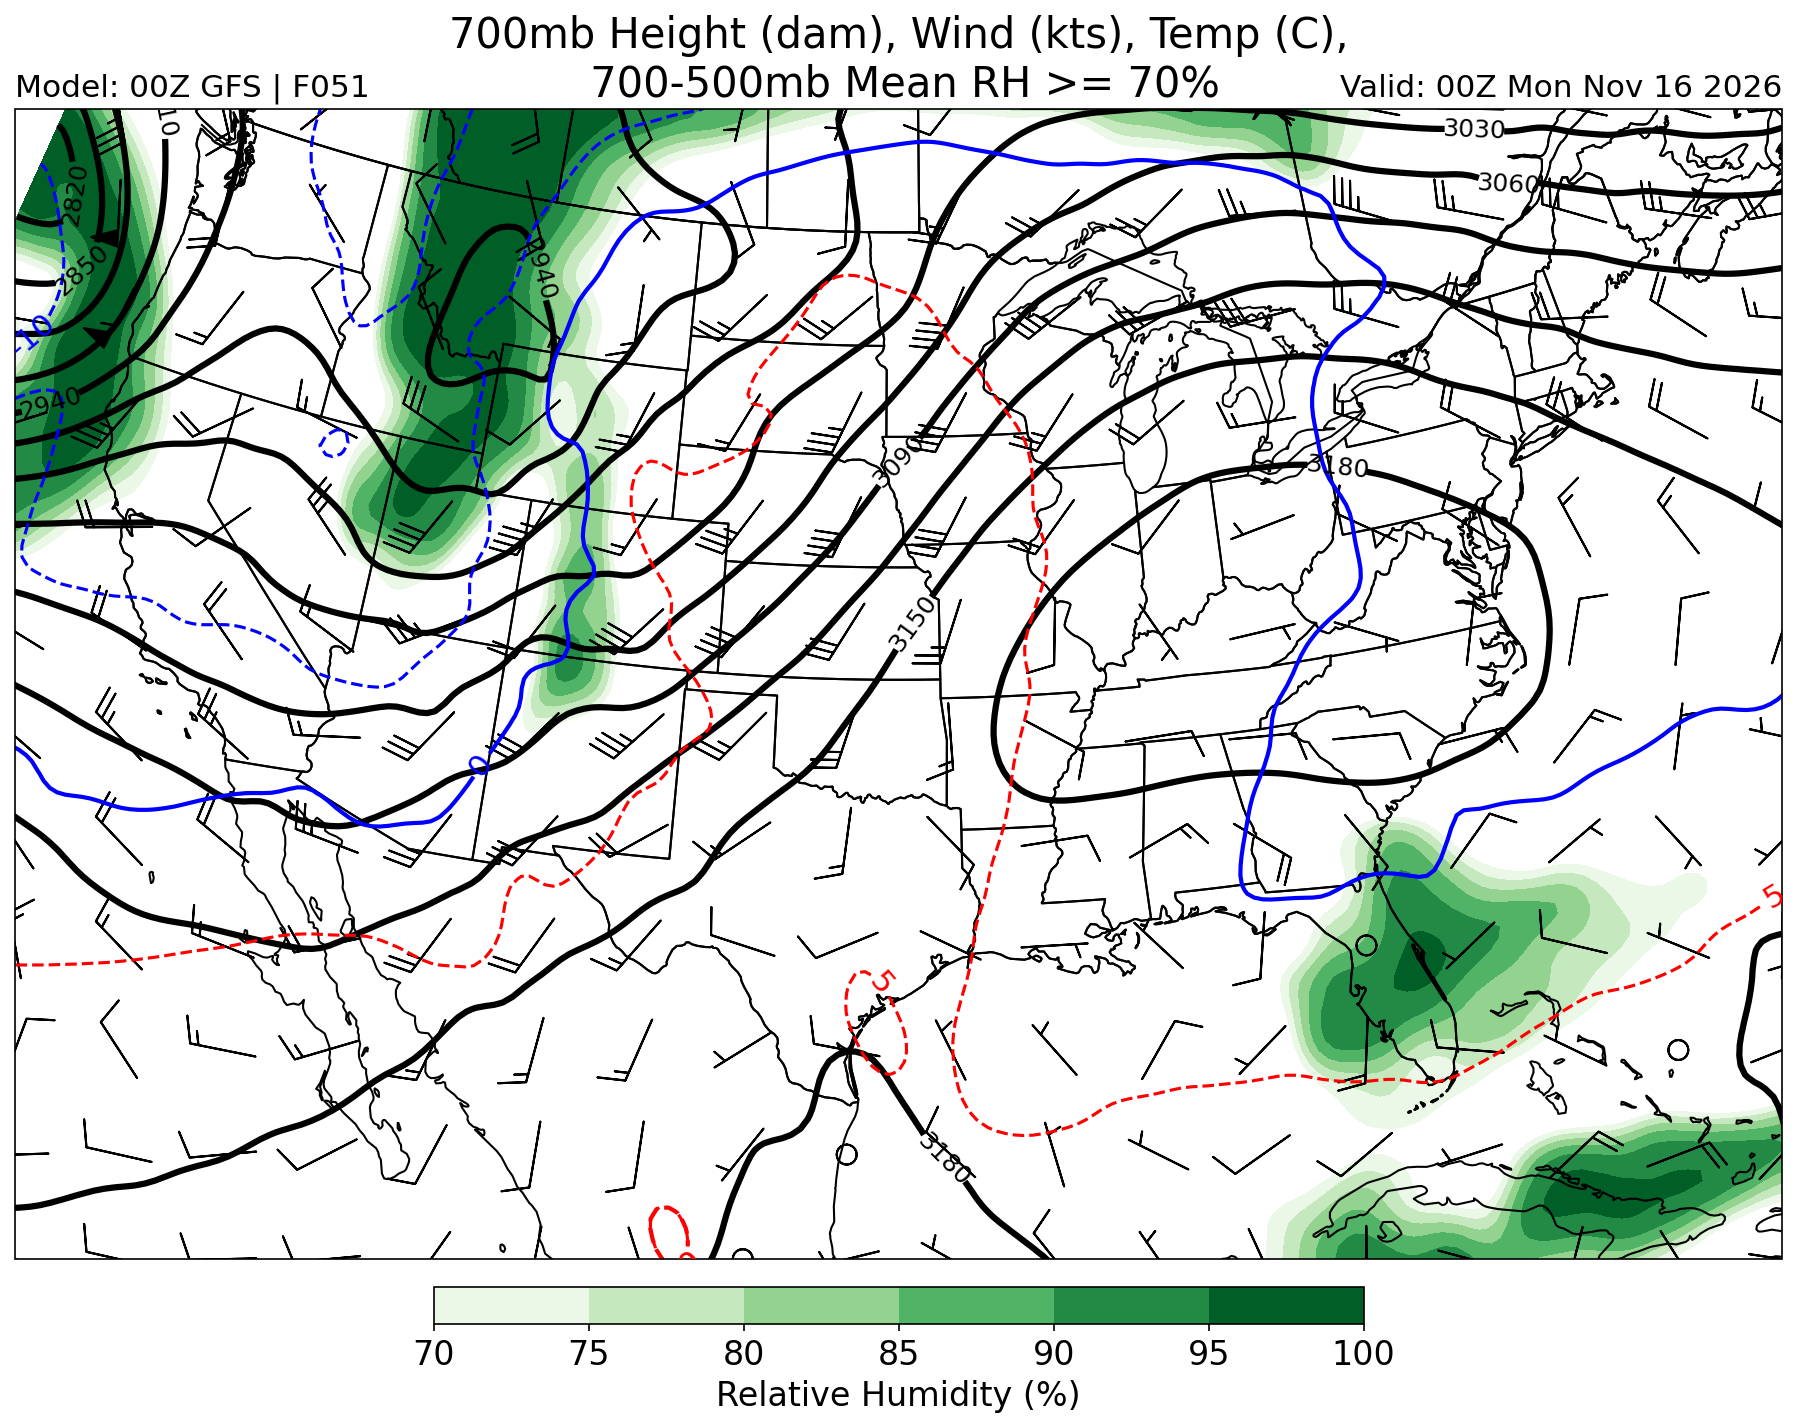 700mb Height (dam), Wind (kts), Temp (C),
700-500mb Mean RH >= 70%
Model: 00Z GFS | F051
Valid: 00Z Mon Nov 16 2026
3030
3060
2820
2850
2940
-10
2940
3090
3180
3150
0
5
5
3180
70 75 80 85 90 95 100
Relative Humidity (%)